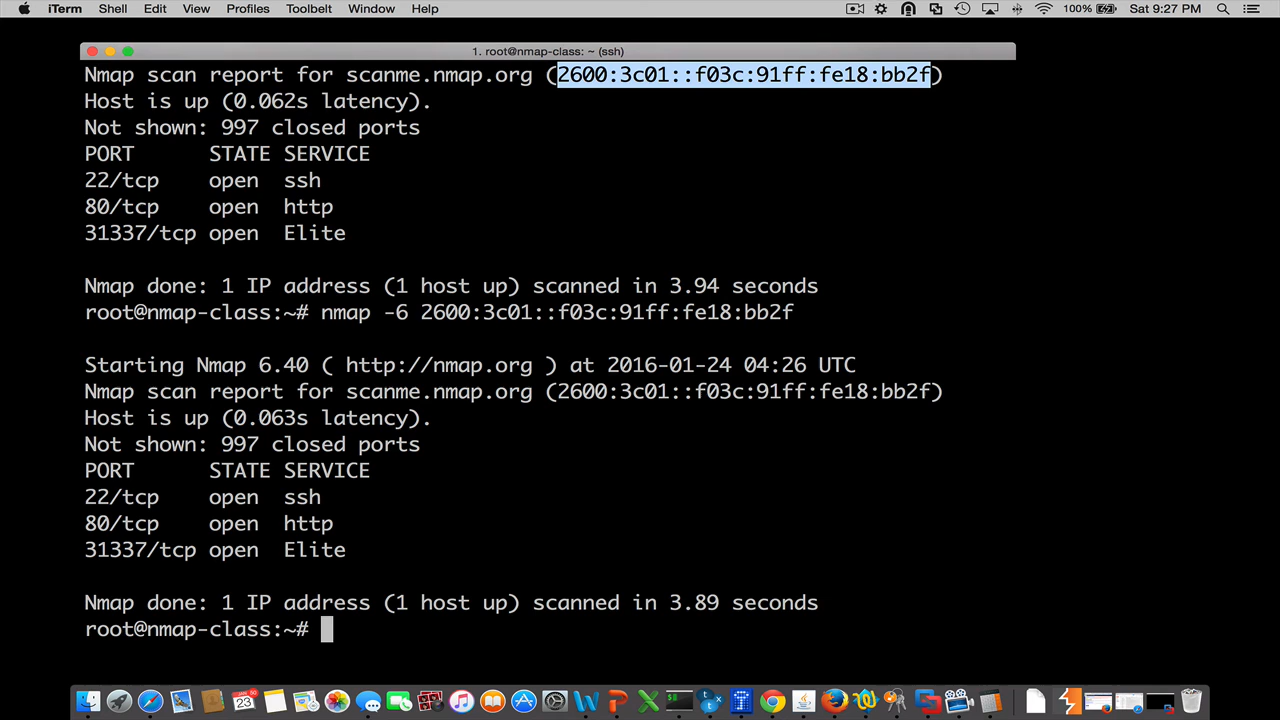 iTerm Shell Edit View Profiles Toolbelt Window Help 100% Sat 9:27 PM
1. root@nmap-class: ~ (ssh)
Nmap scan report for scanme.nmap.org (2600:3c01::f03c:91ff:fe18:bb2f)
Host is up (0.062s latency).
Not shown: 997 closed ports
PORT STATE SERVICE
22/tcp open ssh
80/tcp open http
31337/tcp open Elite
Nmap done: 1 IP address (1 host up) scanned in 3.94 seconds
root@nmap-class:~# nmap -6 2600:3c01::f03c:91ff:fe18:bb2f
Starting Nmap 6.40 ( http://nmap.org ) at 2016-01-24 04:26 UTC
Nmap scan report for scanme.nmap.org (2600:3c01::f03c:91ff:fe18:bb2f)
Host is up (0.063s latency).
Not shown: 997 closed ports
PORT STATE SERVICE
22/tcp open ssh
80/tcp open http
31337/tcp open Elite
Nmap done: 1 IP address (1 host up) scanned in 3.89 seconds
root@nmap-class:~#
23